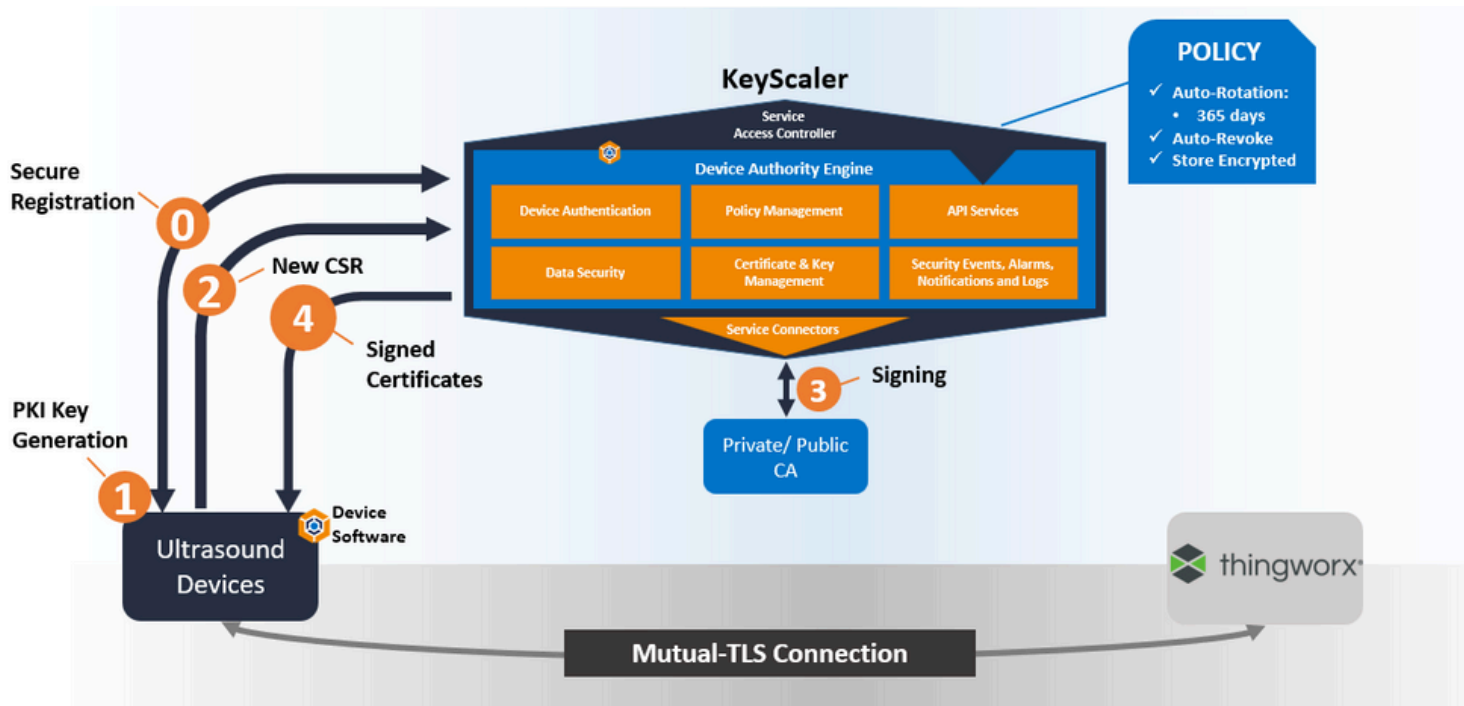 KeyScaler
Service
Access Controller
Device Authority Engine
Device Authentication
Policy Management
API Services
Data Security
Certificate & Key
Management
Security Events, Alarms,
Notifications and Logs
Service Connectors
POLICY
✓ Auto-Rotation:
• 365 days
✓ Auto-Revoke
✓ Store Encrypted
Secure
Registration
0
2
New CSR
4
Signed
Certificates
3
Signing
Private/ Public
CA
PKI Key
Generation
1
Device
Software
Ultrasound
Devices
thingworx®
Mutual-TLS Connection